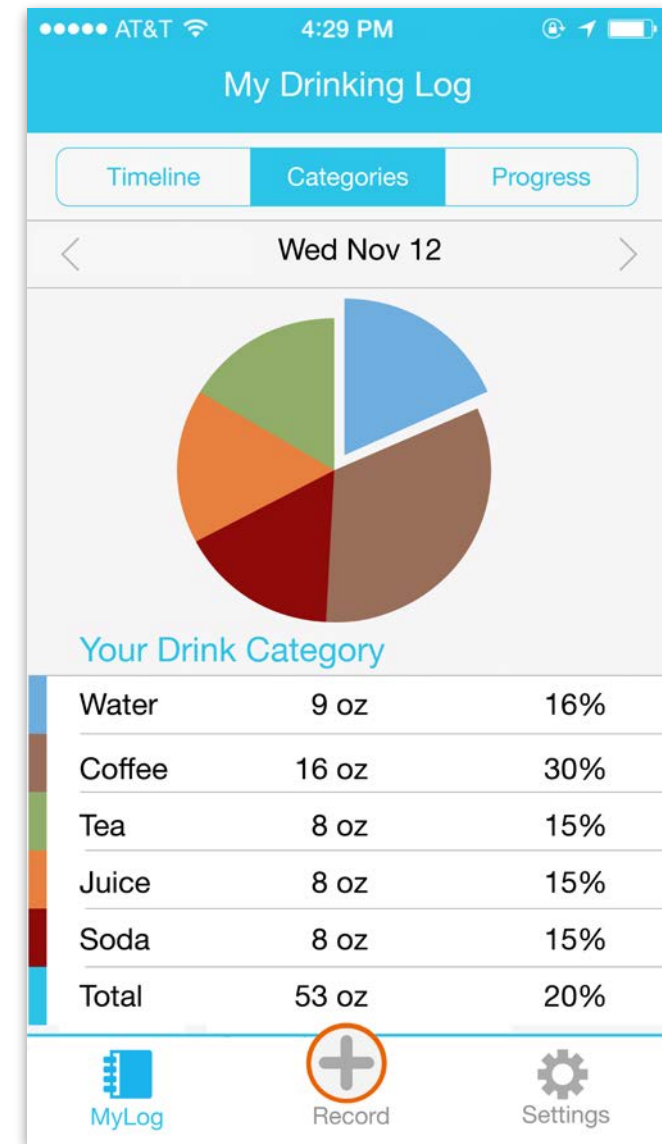 AT&T 4:29 PM
My Drinking Log
Timeline Categories Progress
Wed Nov 12
Your Drink Category
Water 9 oz 16%
Coffee 16 oz 30%
Tea 8 oz 15%
Juice 8 oz 15%
Soda 8 oz 15%
Total 53 oz 20%
MyLog Record Settings